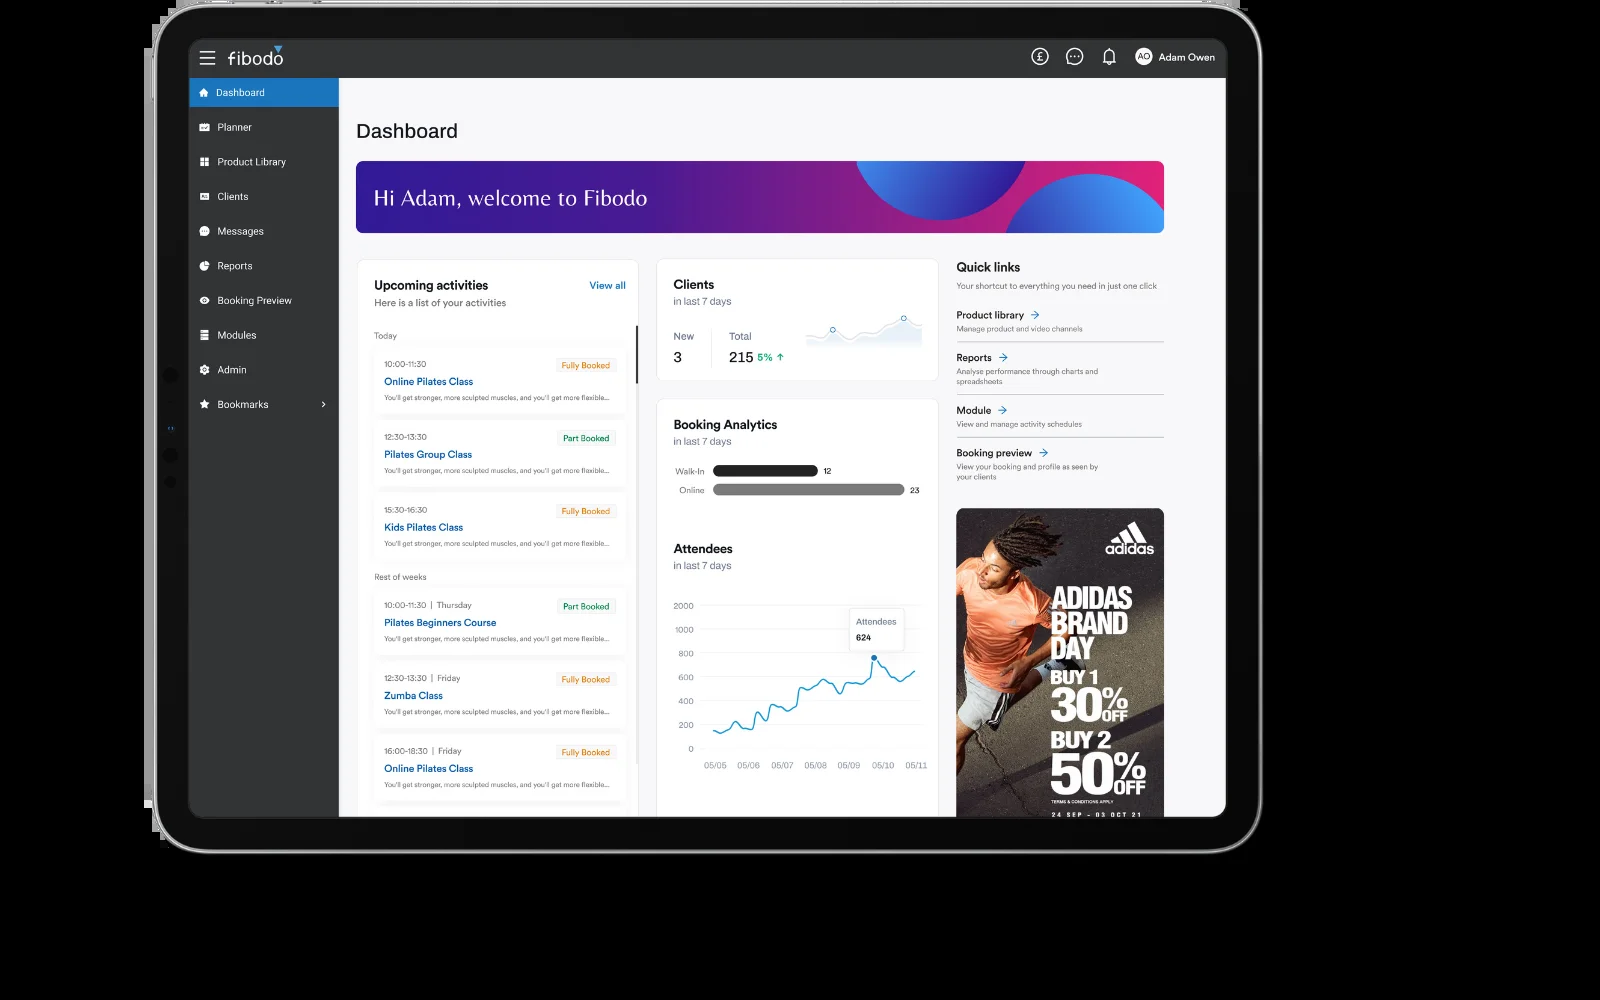 fibodo
£
AO
Adam Owen
Dashboard
Planner
Product Library
Clients
Messages
Reports
Booking Preview
Modules
Admin
Bookmarks
Dashboard
Hi Adam, welcome to Fibodo
Upcoming activities
View all
Here is a list of your activities
Today
10:00-11:30
Fully Booked
Online Pilates Class
You'll get stronger, more sculpted muscles, and you'll get more flexible...
12:30-13:30
Part Booked
Pilates Group Class
You'll get stronger, more sculpted muscles, and you'll get more flexible...
15:30-16:30
Fully Booked
Kids Pilates Class
You'll get stronger, more sculpted muscles, and you'll get more flexible...
Rest of weeks
10:00-11:30 | Thursday
Part Booked
Pilates Beginners Course
You'll get stronger, more sculpted muscles, and you'll get more flexible...
12:30-13:30 | Friday
Fully Booked
Zumba Class
You'll get stronger, more sculpted muscles, and you'll get more flexible...
16:00-18:30 | Friday
Fully Booked
Online Pilates Class
You'll get stronger, more sculpted muscles, and you'll get more flexible...
Clients
in last 7 days
New
Total
3
215 5% ↑
Booking Analytics
in last 7 days
Walk-In 12
Online 23
Attendees
in last 7 days
2000
1000
800
600
400
200
0
Attendees
624
05/05 05/06 05/07 05/08 05/09 05/10 05/11
Quick links
Your shortcut to everything you need in just one click
Product library →
Manage product and video channels
Reports →
Analyse performance through charts and
spreadsheets
Module →
View and manage activity schedules
Booking preview →
View your booking and profile as seen by
your clients
adidas
ADIDAS
BRAND
DAY
BUY 1
30% OFF
BUY 2
50% OFF
TERMS & CONDITIONS APPLY
24 SEP - 03 OCT 21